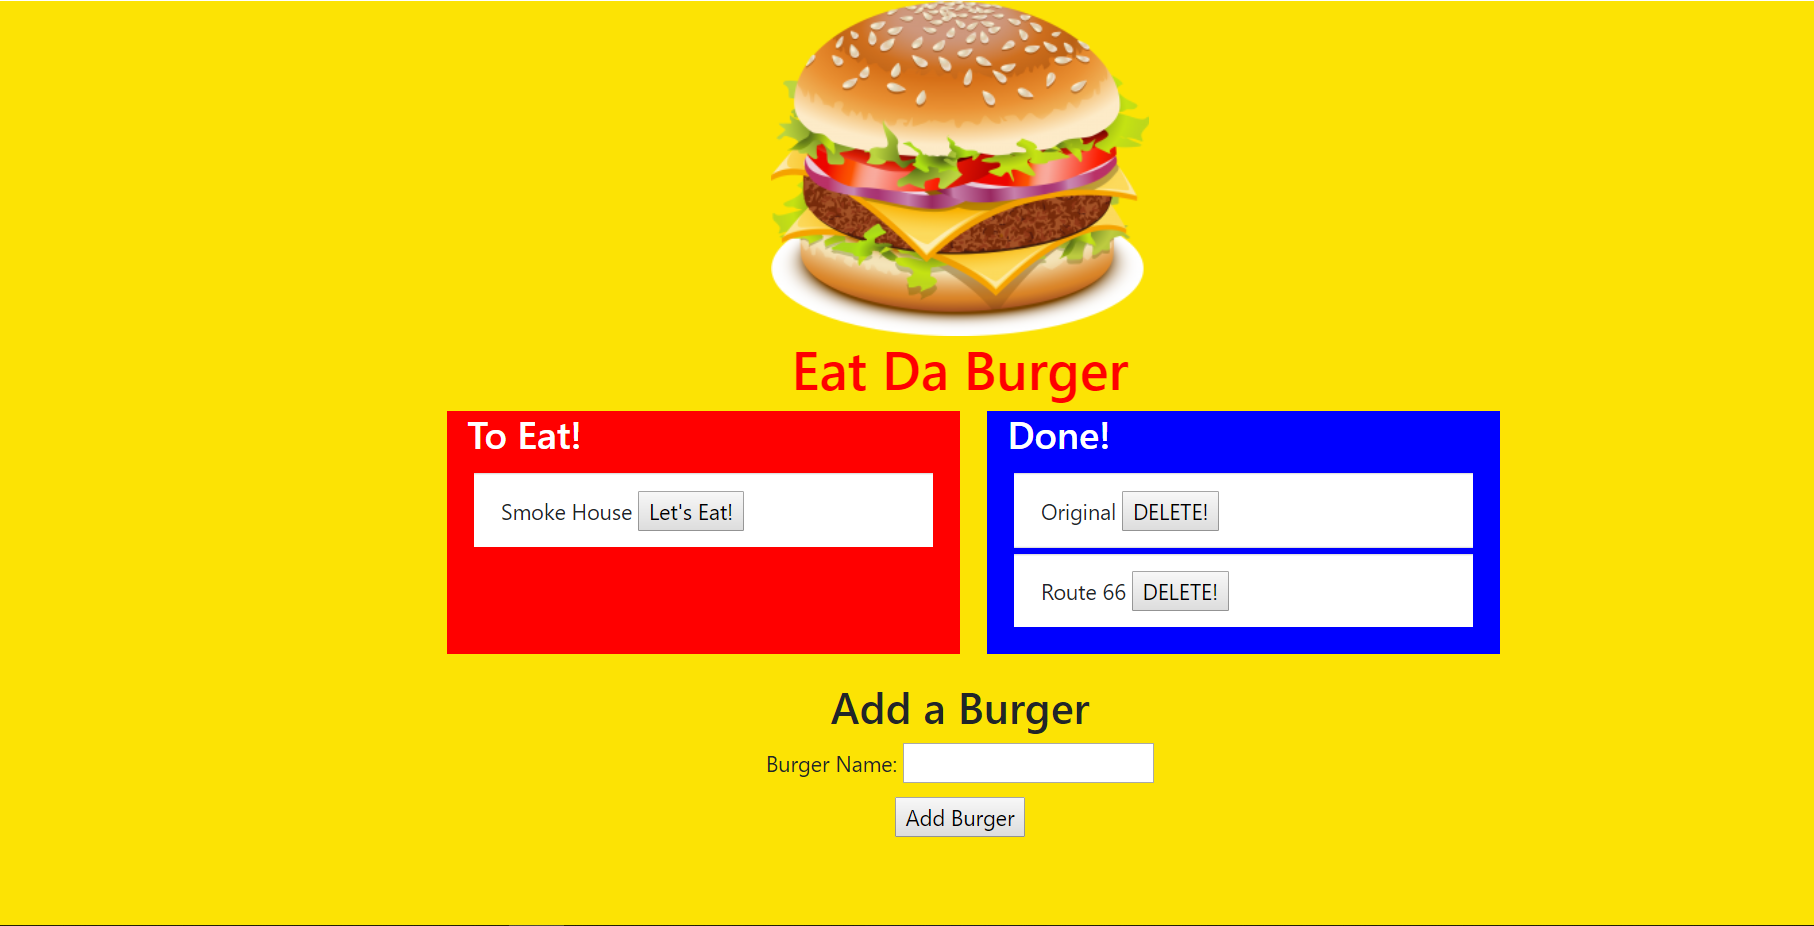 Eat Da Burger
To Eat!
Smoke House Let's Eat!
Done!
Original DELETE!
Route 66 DELETE!
Add a Burger
Burger Name:
Add Burger